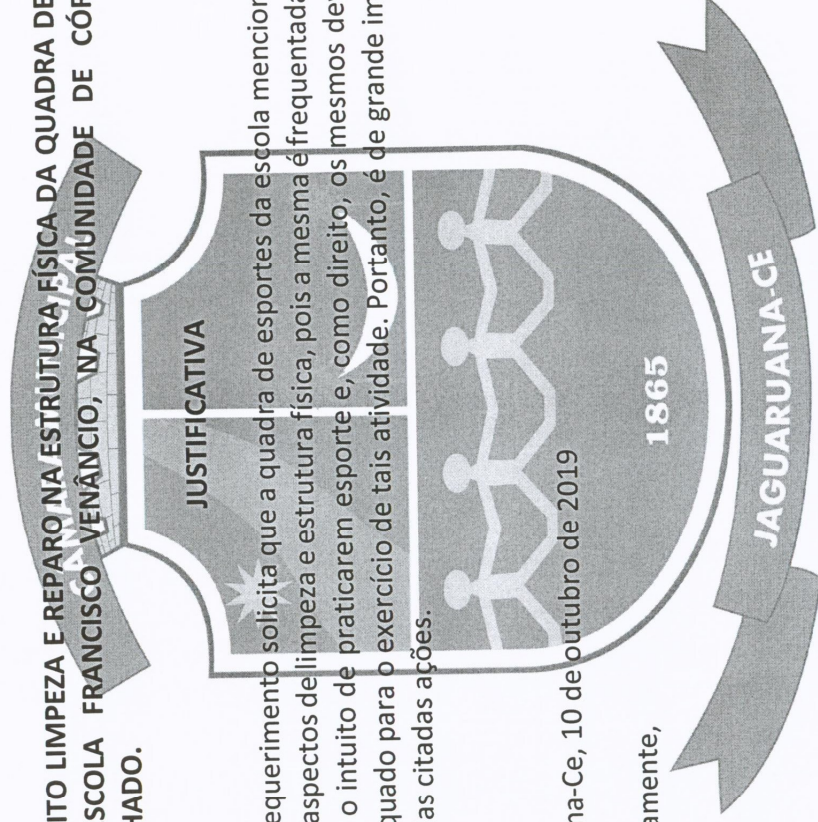 ITO LIMPEZA E REPARO NA ESTRUTURA FÍSICA DA QUADRA DE
SCOLA FRANCISCO VENÂNCIO, NA COMUNIDADE DE CÓR
HADO.
JUSTIFICATIVA
equerimento solicita que a quadra de esportes da escola mencion
aspectos de limpeza e estrutura física, pois a mesma é frequentada
o intuito de praticarem esporte e, como direito, os mesmos dev
quado para o exercício de tais atividade. Portanto, é de grande im
as citadas ações.
na-Ce, 10 de outubro de 2019
amente,
1865
JAGUARUANA-CE